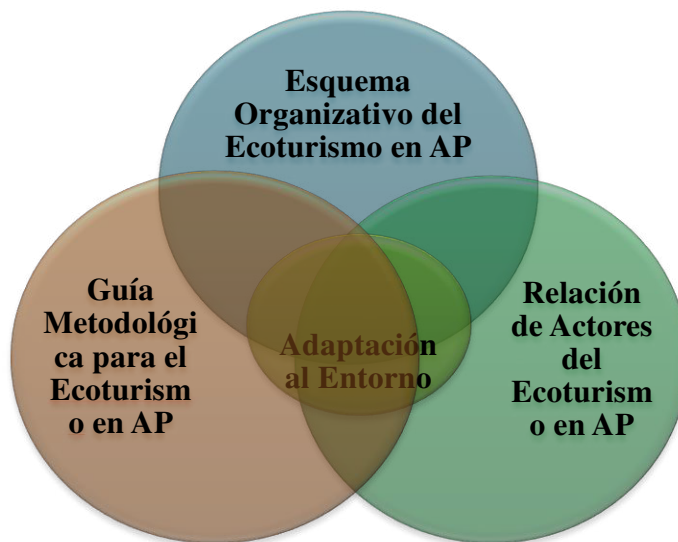 Esquema
Organizativo del
Ecoturismo en AP
Guía
Metodológi
ca para el
Ecoturism
o en AP
Adaptación
al Entorno
Relación
de Actores
del
Ecoturism
o en AP